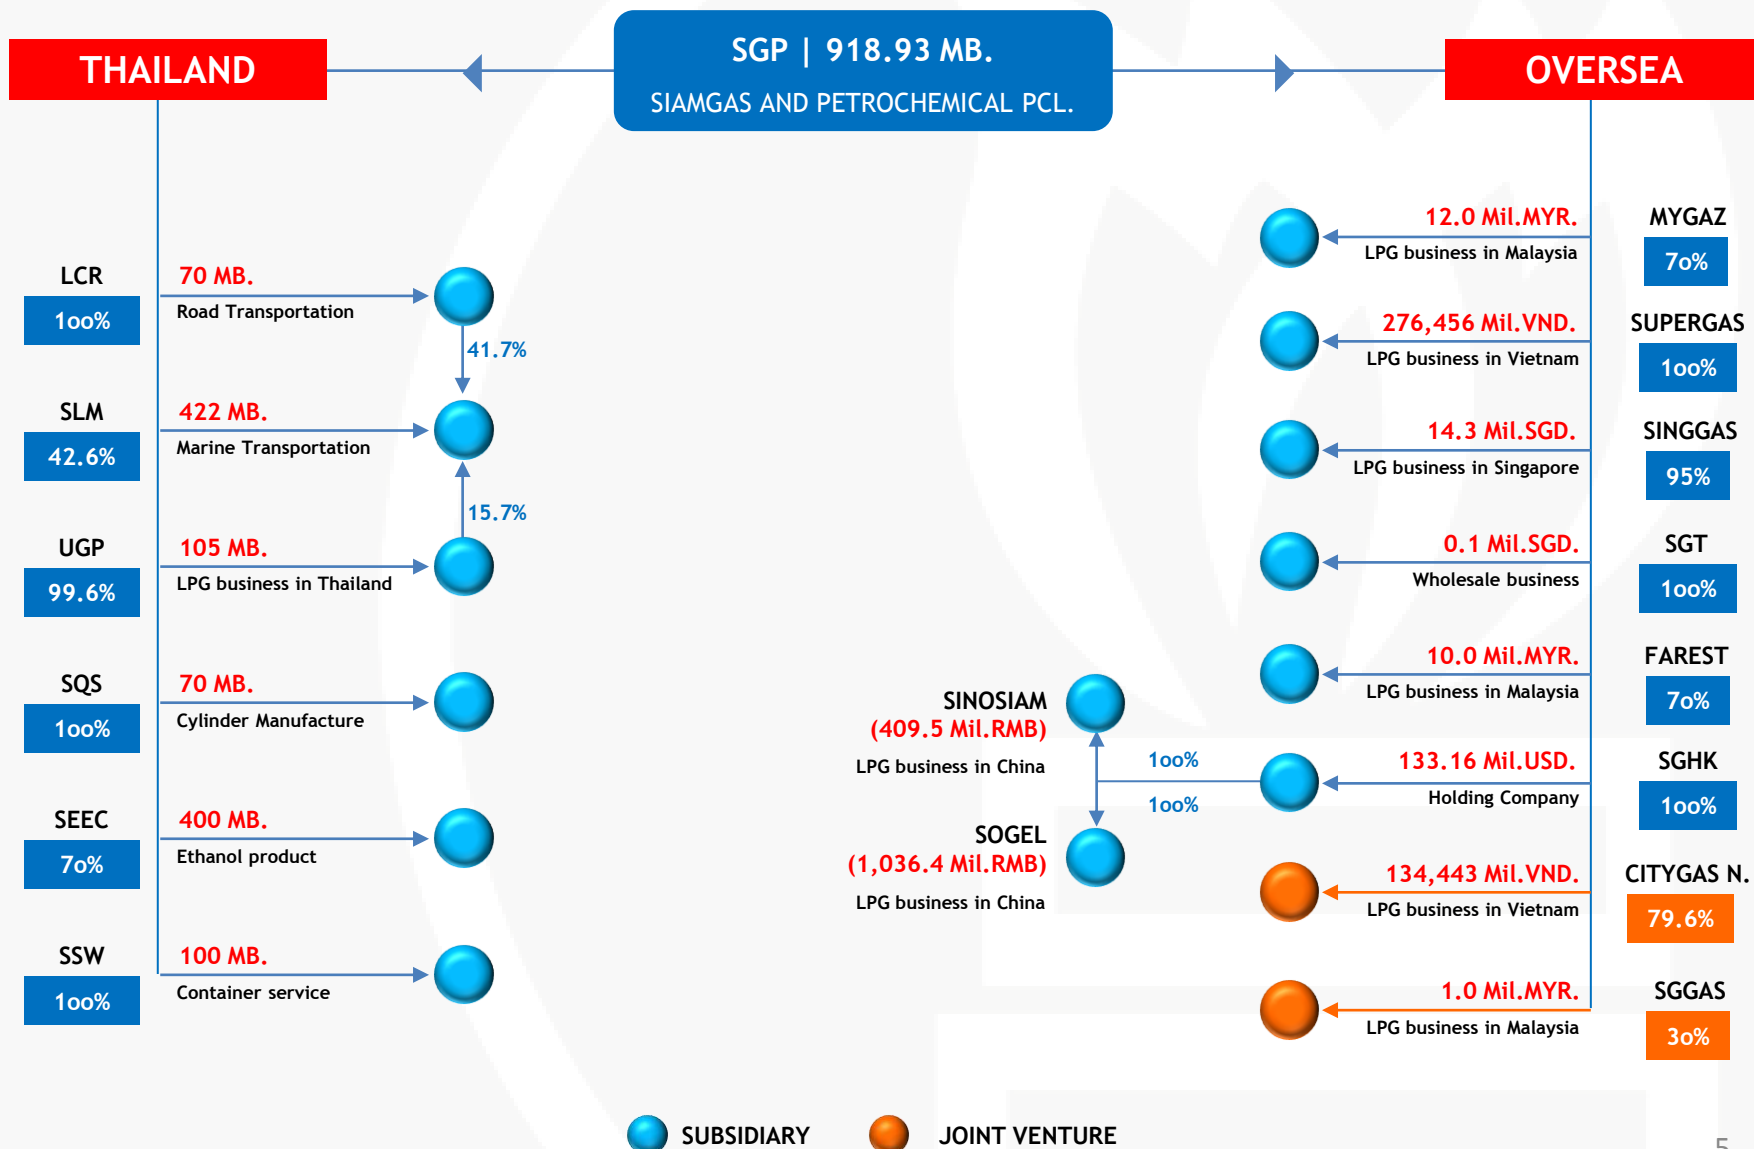 SGP | 918.93 MB.
SIAMGAS AND PETROCHEMICAL PCL.
THAILAND
OVERSEA
LCR
100%
70 MB.
Road Transportation
41.7%
SLM
42.6%
422 MB.
Marine Transportation
15.7%
UGP
99.6%
105 MB.
LPG business in Thailand
SQS
100%
70 MB.
Cylinder Manufacture
SEEC
70%
400 MB.
Ethanol product
SSW
100%
100 MB.
Container service
12.0 Mil.MYR.
LPG business in Malaysia
MYGAZ
70%
276,456 Mil.VND.
LPG business in Vietnam
SUPERGAS
100%
14.3 Mil.SGD.
LPG business in Singapore
SINGGAS
95%
0.1 Mil.SGD.
Wholesale business
SGT
100%
10.0 Mil.MYR.
LPG business in Malaysia
FAREST
70%
133.16 Mil.USD.
Holding Company
SGHK
100%
SINOSIAM
(409.5 Mil.RMB)
LPG business in China
100%
100%
SOGEL
(1,036.4 Mil.RMB)
LPG business in China
134,443 Mil.VND.
LPG business in Vietnam
CITYGAS N.
79.6%
1.0 Mil.MYR.
LPG business in Malaysia
SGGAS
30%
SUBSIDIARY
JOINT VENTURE
5